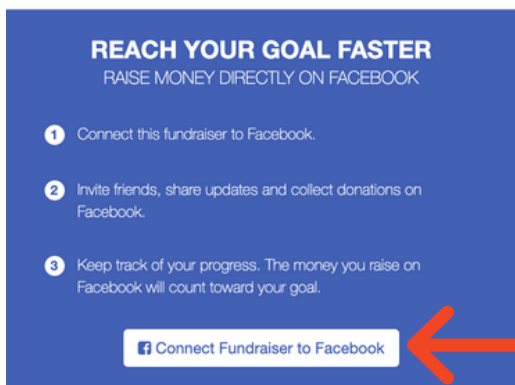 REACH YOUR GOAL FASTER
RAISE MONEY DIRECTLY ON FACEBOOK
1 Connect this fundraiser to Facebook.
2 Invite friends, share updates and collect donations on
Facebook.
3 Keep track of your progress. The money you raise on
Facebook will count toward your goal.
Connect Fundraiser to Facebook